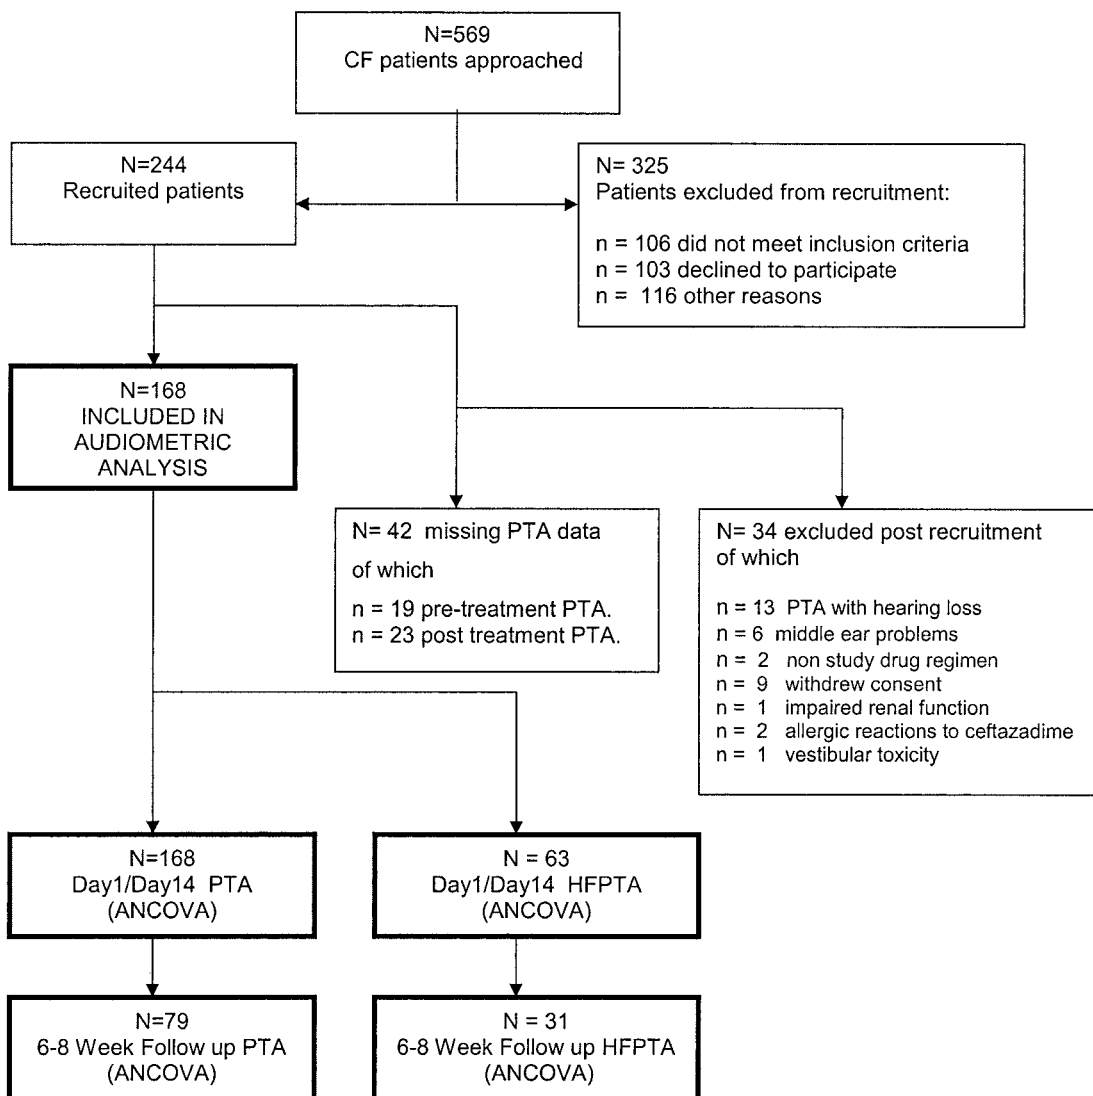 N=569
CF patients approached
N=244
Recruited patients
N= 325
Patients excluded from recruitment:
n = 106 did not meet inclusion criteria
n = 103 declined to participate
n =  116 other reasons
N=168
INCLUDED IN
AUDIOMETRIC
ANALYSIS
N= 42  missing PTA data
of which
n = 19 pre-treatment PTA.
n = 23 post treatment PTA.
N= 34 excluded post recruitment
of which
n = 13  PTA with hearing loss
n = 6  middle ear problems
n =  2   non study drug regimen
n = 9   withdrew consent
n =  1   impaired renal function
n =  2   allergic reactions to ceftazadime
n = 1   vestibular toxicity
N=168
Day1/Day14  PTA
(ANCOVA)
N = 63
Day1/Day14  HFPTA
(ANCOVA)
N=79
6-8 Week Follow up PTA
(ANCOVA)
N = 31
6-8 Week Follow up HFPTA
(ANCOVA)